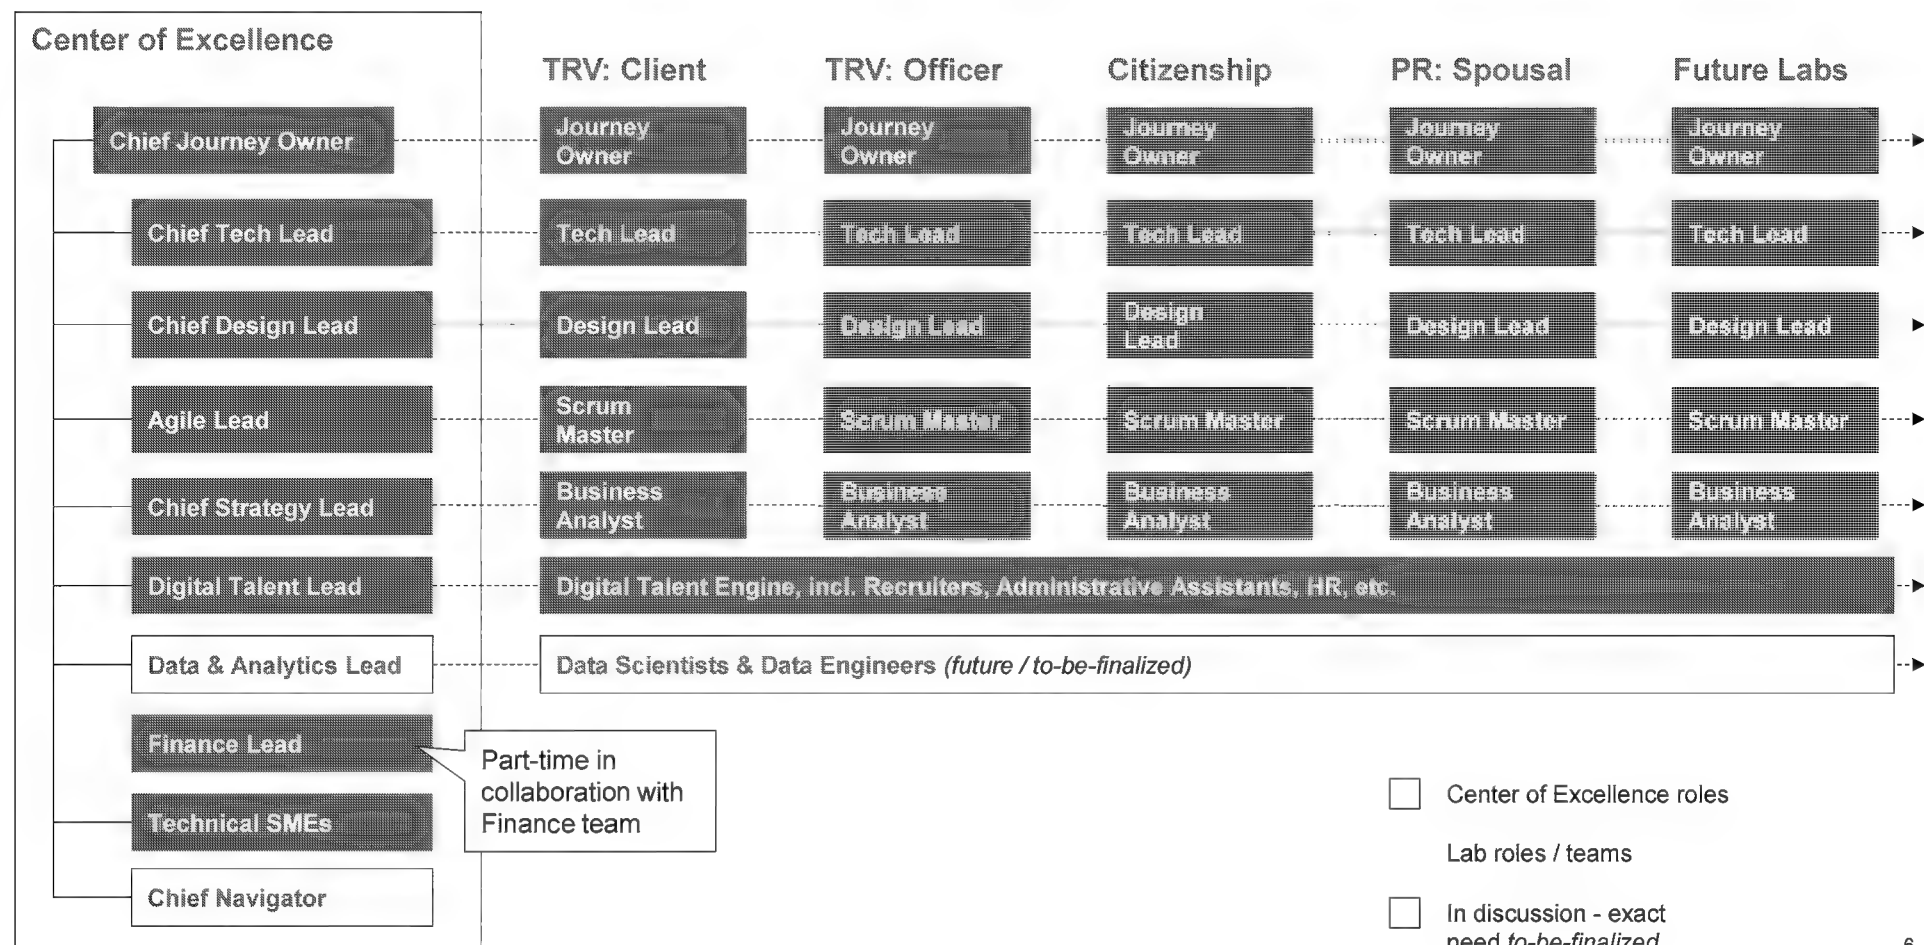 Center of Excellence
TRV: Client
TRV: Officer
Citizenship
PR: Spousal
Future Labs
Chief Journey Owner
Journey
Owner
Journey
Owner
Journey
Owner
Journey
Owner
Journey
Owner
Chief Tech Lead
Tech Lead
Tech Lead
Tech Lead
Tech Lead
Tech Lead
Chief Design Lead
Design Lead
Design Lead
Design
Lead
Design Lead
Design Lead
Agile Lead
Scrum
Master
Scrum Master
Scrum Master
Scrum Master
Scrum Master
Chief Strategy Lead
Business
Analyst
Business
Analyst
Business
Analyst
Business
Analyst
Business
Analyst
Digital Talent Lead
Digital Talent Engine, incl. Recruiters, Administrative Assistants, HR, etc.
Data & Analytics Lead
Data Scientists & Data Engineers (future / to-be-finalized)
Finance Lead
Part-time in
collaboration with
Finance team
Technical SMEs
Chief Navigator
Center of Excellence roles
Lab roles / teams
In discussion - exact
need to-be-finalized
6